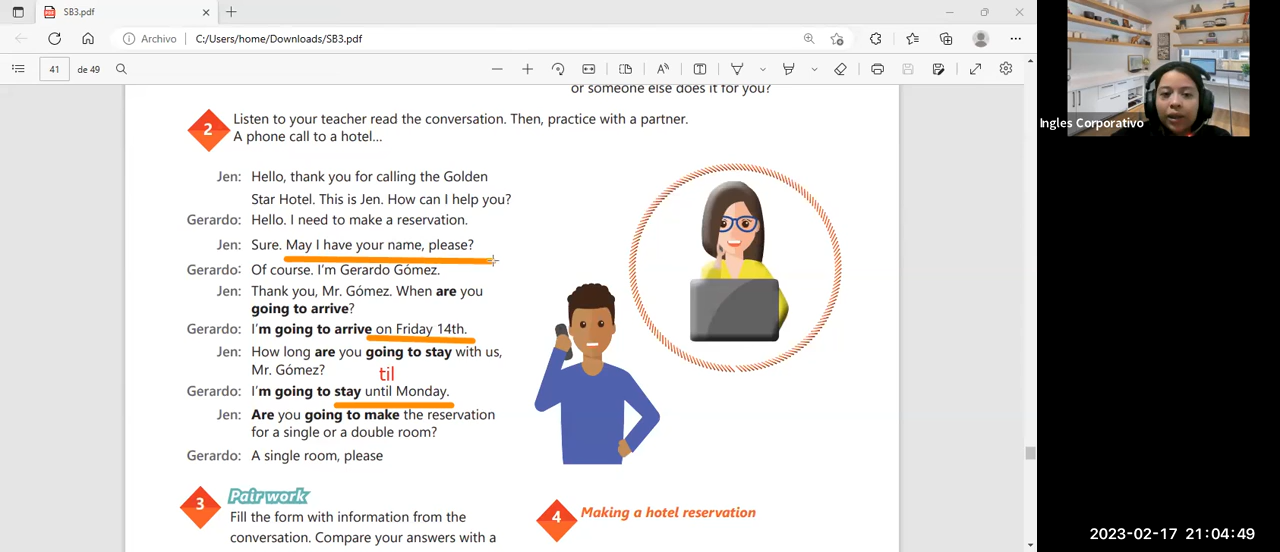 SB3.pdf
Archivo C:/Users/home/Downloads/SB3.pdf
41 de 49
or someone else does it for you?
2 Listen to your teacher read the conversation. Then, practice with a partner.
A phone call to a hotel...
Jen: Hello, thank you for calling the Golden
Star Hotel. This is Jen. How can I help you?
Gerardo: Hello. I need to make a reservation.
Jen: Sure. May I have your name, please?
Gerardo: Of course. I'm Gerardo Gómez.
Jen: Thank you, Mr. Gómez. When are you
going to arrive?
Gerardo: I'm going to arrive on Friday 14th.
Jen: How long are you going to stay with us,
Mr. Gómez?
til
Gerardo: I'm going to stay until Monday.
Jen: Are you going to make the reservation
for a single or a double room?
Gerardo: A single room, please
3 Pair work
Fill the form with information from the
conversation. Compare your answers with a
4 Making a hotel reservation
Ingles Corporativo
2023-02-17 21:04:49